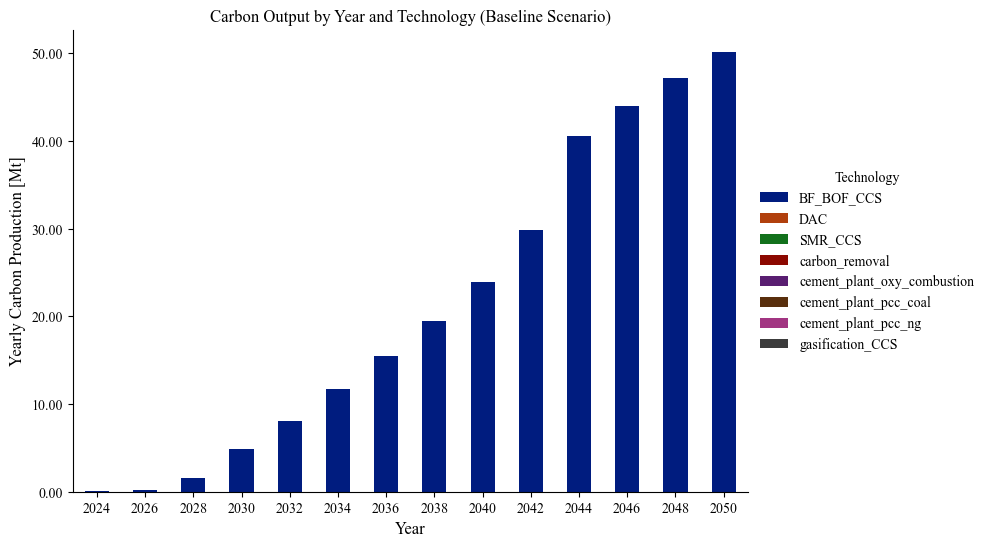 Carbon Output by Year and Technology (Baseline Scenario)
Yearly Carbon Production [Mt]
50.00
40.00
30.00
20.00
10.00
0.00
2024 2026 2028 2030 2032 2034 2036 2038 2040 2042 2044 2046 2048 2050
Year
Technology
BF_BOF_CCS
DAC
SMR_CCS
carbon_removal
cement_plant_oxy_combustion
cement_plant_pcc_coal
cement_plant_pcc_ng
gasification_CCS